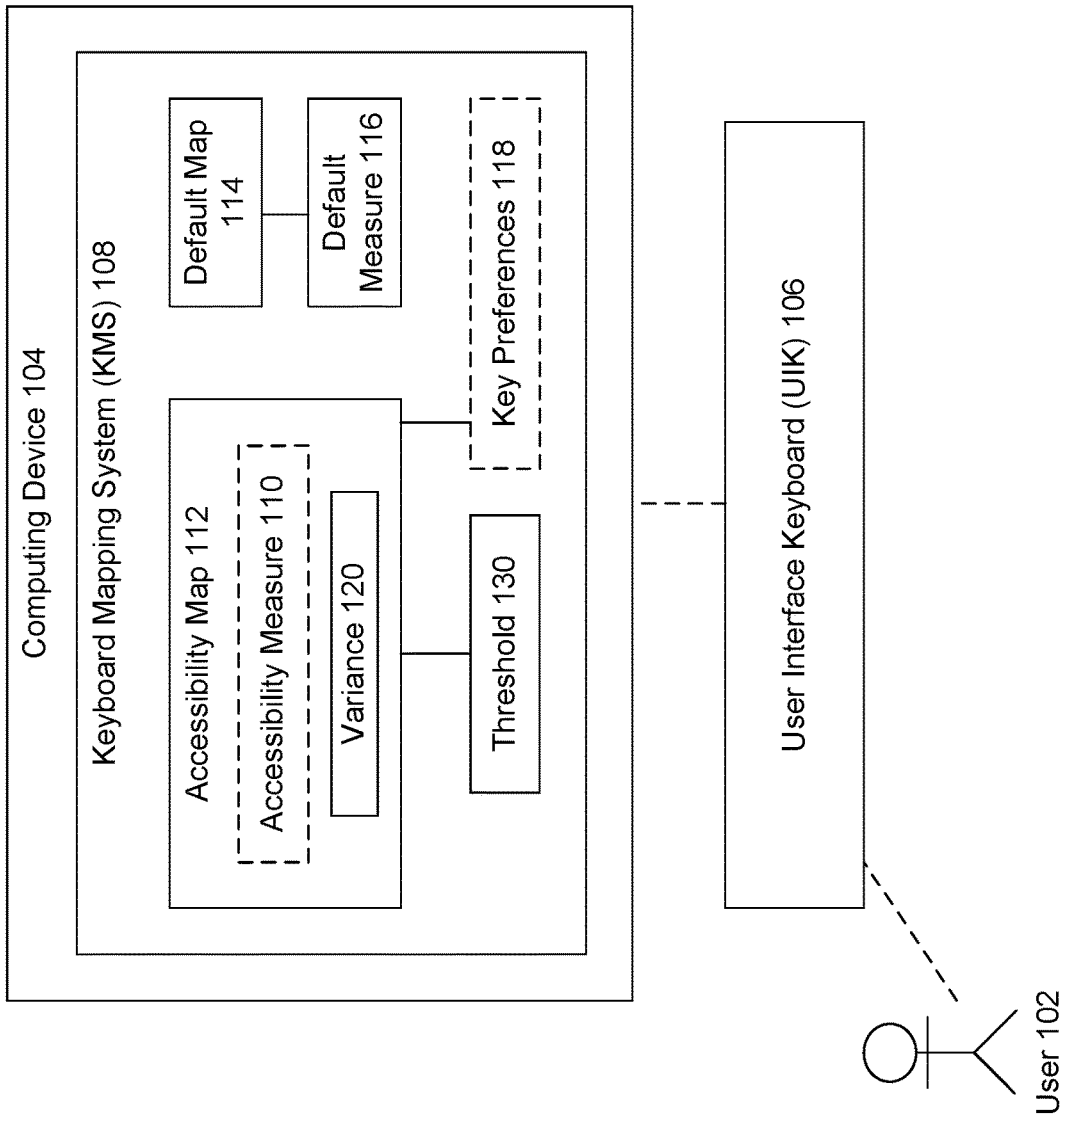 Computing Device 104
Keyboard Mapping System (KMS) 108
Accessibility Map 112
Accessibility Measure 110
Variance 120
Default Map
114
Default
Measure 116
Threshold 130
Key Preferences 118
User Interface Keyboard (UIK) 106
User 102